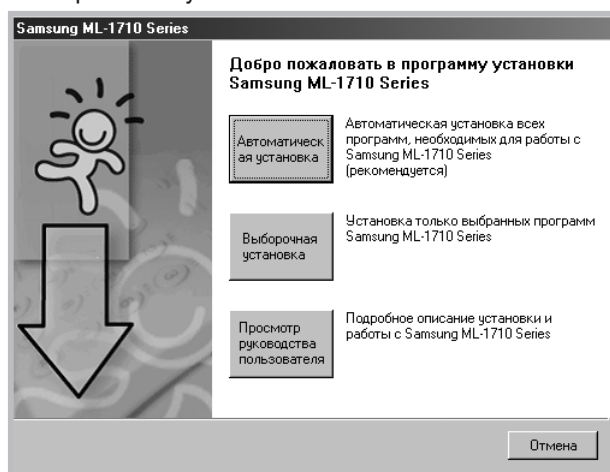 Samsung ML-1710 Series
Добро пожаловать в программу установки
Samsung ML-1710 Series
Автоматическ
ая установка
Автоматическая установка всех
программ, необходимых для работы с
Samsung ML-1710 Series
(рекомендуется)
Выборочная
установка
Установка только выбранных программ
Samsung ML-1710 Series
Просмотр
руководства
пользователя
Подробное описание установки и
работы с Samsung ML-1710 Series
Отмена